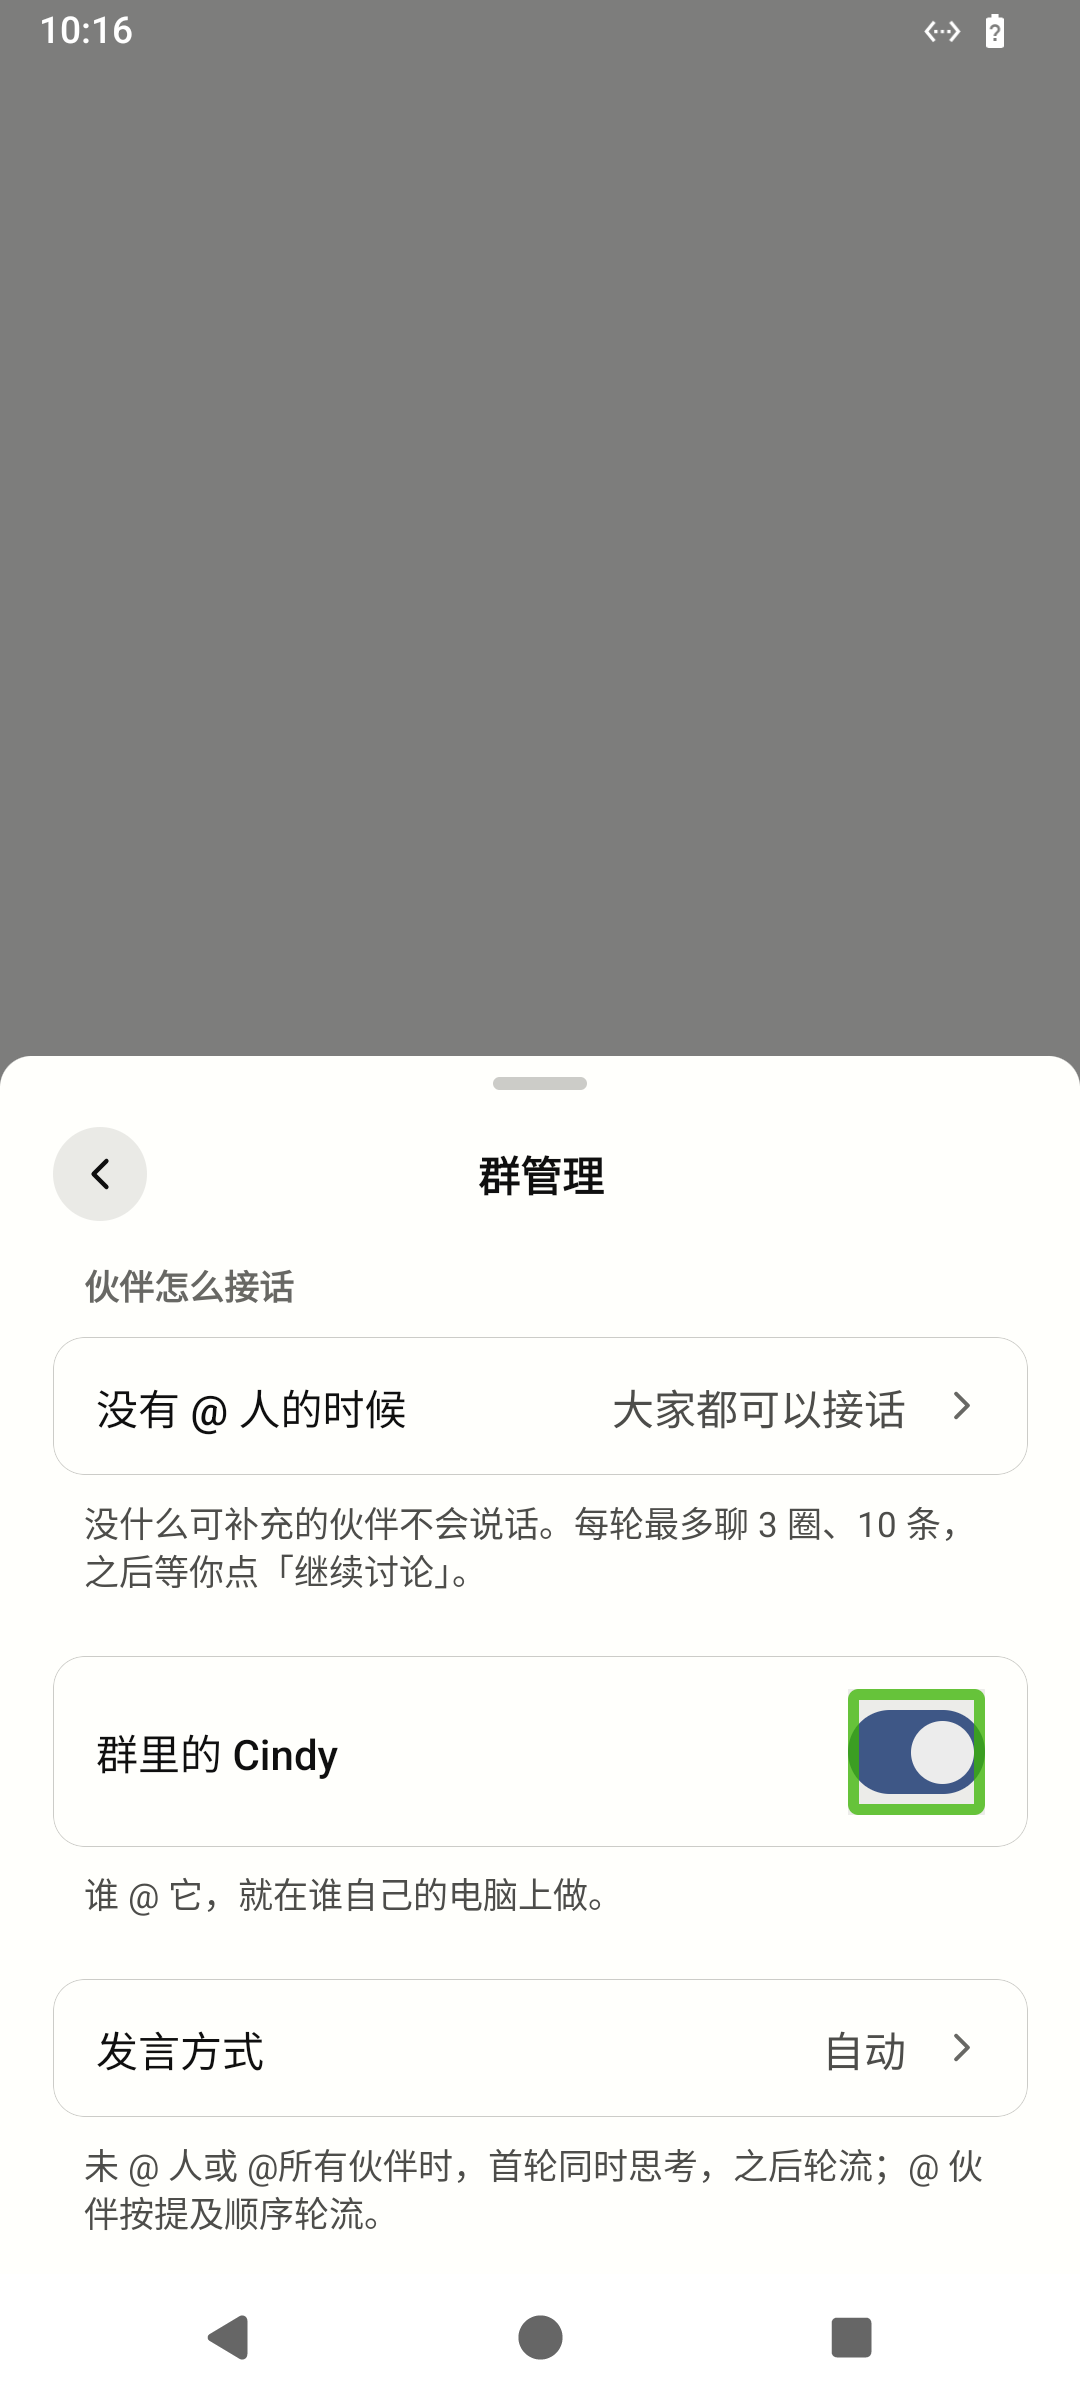 10:16
群管理
伙伴怎么接话
没有 @ 人的时候 大家都可以接话
没什么可补充的伙伴不会说话。每轮最多聊 3 圈、10 条，
之后等你点「继续讨论」。
群里的 Cindy
谁 @ 它，就在谁自己的电脑上做。
发言方式 自动
未 @ 人或 @所有伙伴时，首轮同时思考，之后轮流；@ 伙
伴按提及顺序轮流。